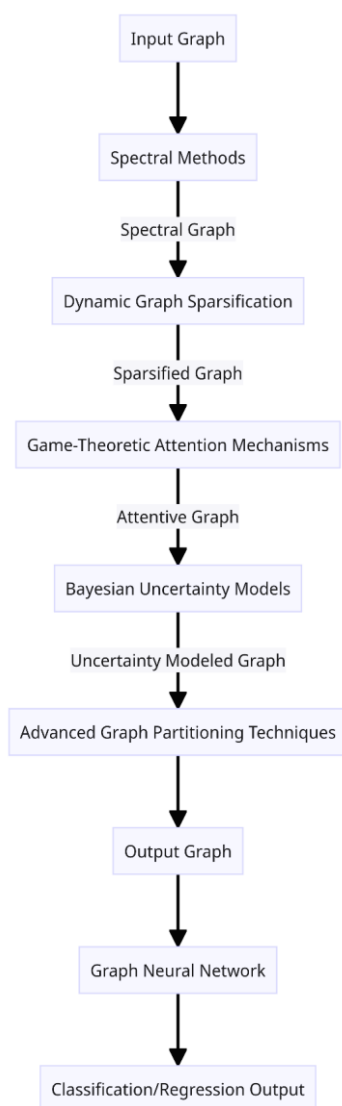 Input Graph
Spectral Methods
Spectral Graph
Dynamic Graph Sparsification
Sparsified Graph
Game-Theoretic Attention Mechanisms
Attentive Graph
Bayesian Uncertainty Models
Uncertainty Modeled Graph
Advanced Graph Partitioning Techniques
Output Graph
Graph Neural Network
Classification/Regression Output